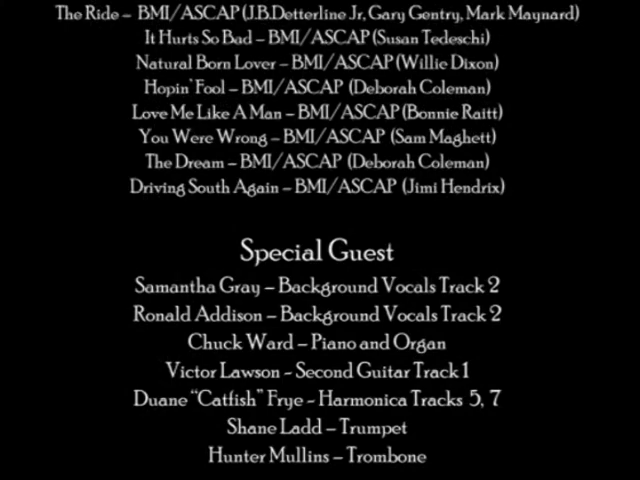 The Ride – BMI/ASCAP (J.B.Detterline Jr, Gary Gentry, Mark Maynard)
It Hurts So Bad – BMI/ASCAP (Susan Tedeschi)
Natural Born Lover – BMI/ASCAP (Willie Dixon)
Hopin' Fool – BMI/ASCAP (Deborah Coleman)
Love Me Like A Man – BMI/ASCAP (Bonnie Raitt)
You Were Wrong – BMI/ASCAP (Sam Maghett)
The Dream – BMI/ASCAP (Deborah Coleman)
Driving South Again – BMI/ASCAP (Jimi Hendrix)
Special Guest
Samantha Gray – Background Vocals Track 2
Ronald Addison – Background Vocals Track 2
Chuck Ward – Piano and Organ
Victor Lawson - Second Guitar Track 1
Duane “Catfish” Frye - Harmonica Tracks 5, 7
Shane Ladd – Trumpet
Hunter Mullins – Trombone